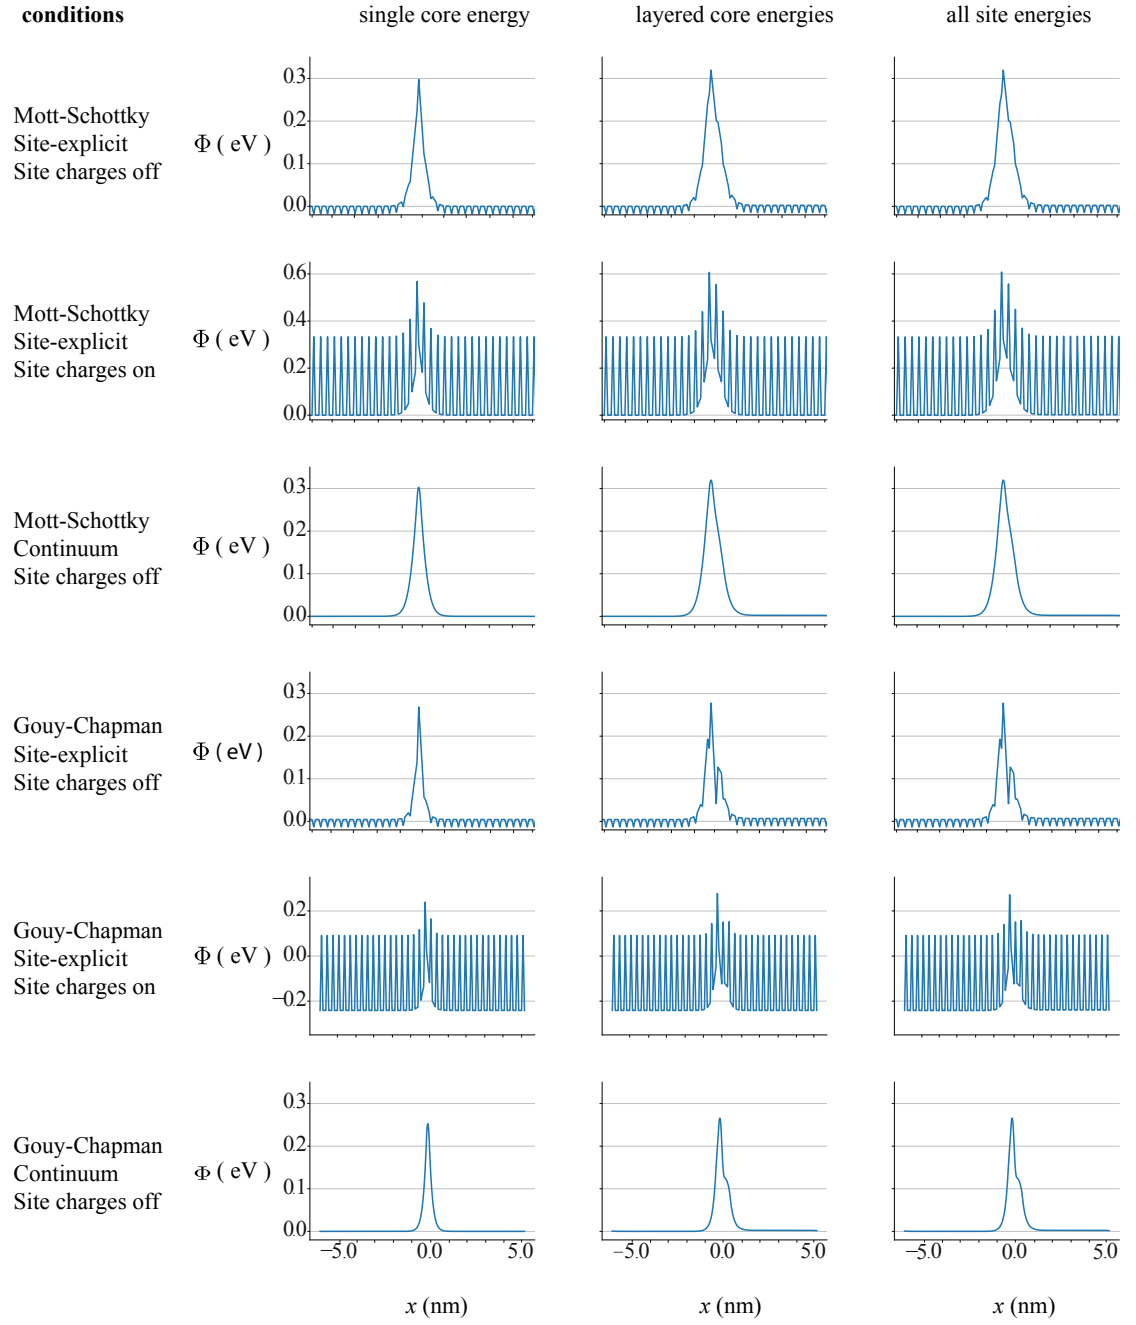 conditions single core energy layered core energies all site energies
Mott-Schottky
Site-explicit
Site charges off
Φ ( eV )
0.3
0.2
0.1
0.0
Mott-Schottky
Site-explicit
Site charges on
Φ ( eV )
0.6
0.4
0.2
0.0
Mott-Schottky
Continuum
Site charges off
Φ ( eV )
0.3
0.2
0.1
0.0
Gouy-Chapman
Site-explicit
Site charges off
Φ ( eV )
0.3
0.2
0.1
0.0
Gouy-Chapman
Site-explicit
Site charges on
Φ ( eV )
0.2
0.0
−0.2
Gouy-Chapman
Continuum
Site charges off
Φ ( eV )
0.3
0.2
0.1
0.0
−5.0 0.0 5.0 −5.0 0.0 5.0 −5.0 0.0 5.0
x (nm) x (nm) x (nm)